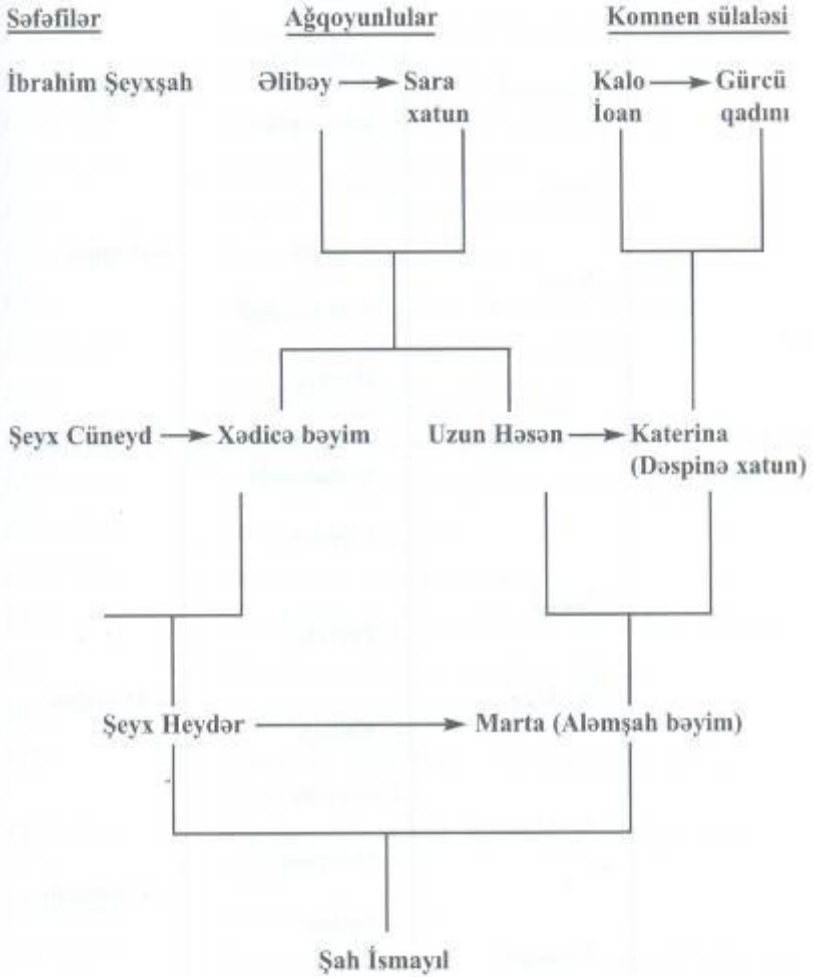 Səfəfilər
Ağqoyunlular
Komnen sülaləsi
İbrahim Şeyxşah
Əlibəy
Sara
xatun
Kalo
İoan
Gürcü
qadını
Şeyx Cüneyd
Xədicə bəyim
Uzun Həsən
Katerina
(Dəspinə xatun)
Şeyx Heydər
Marta (Aləmşah bəyim)
Şah İsmayıl